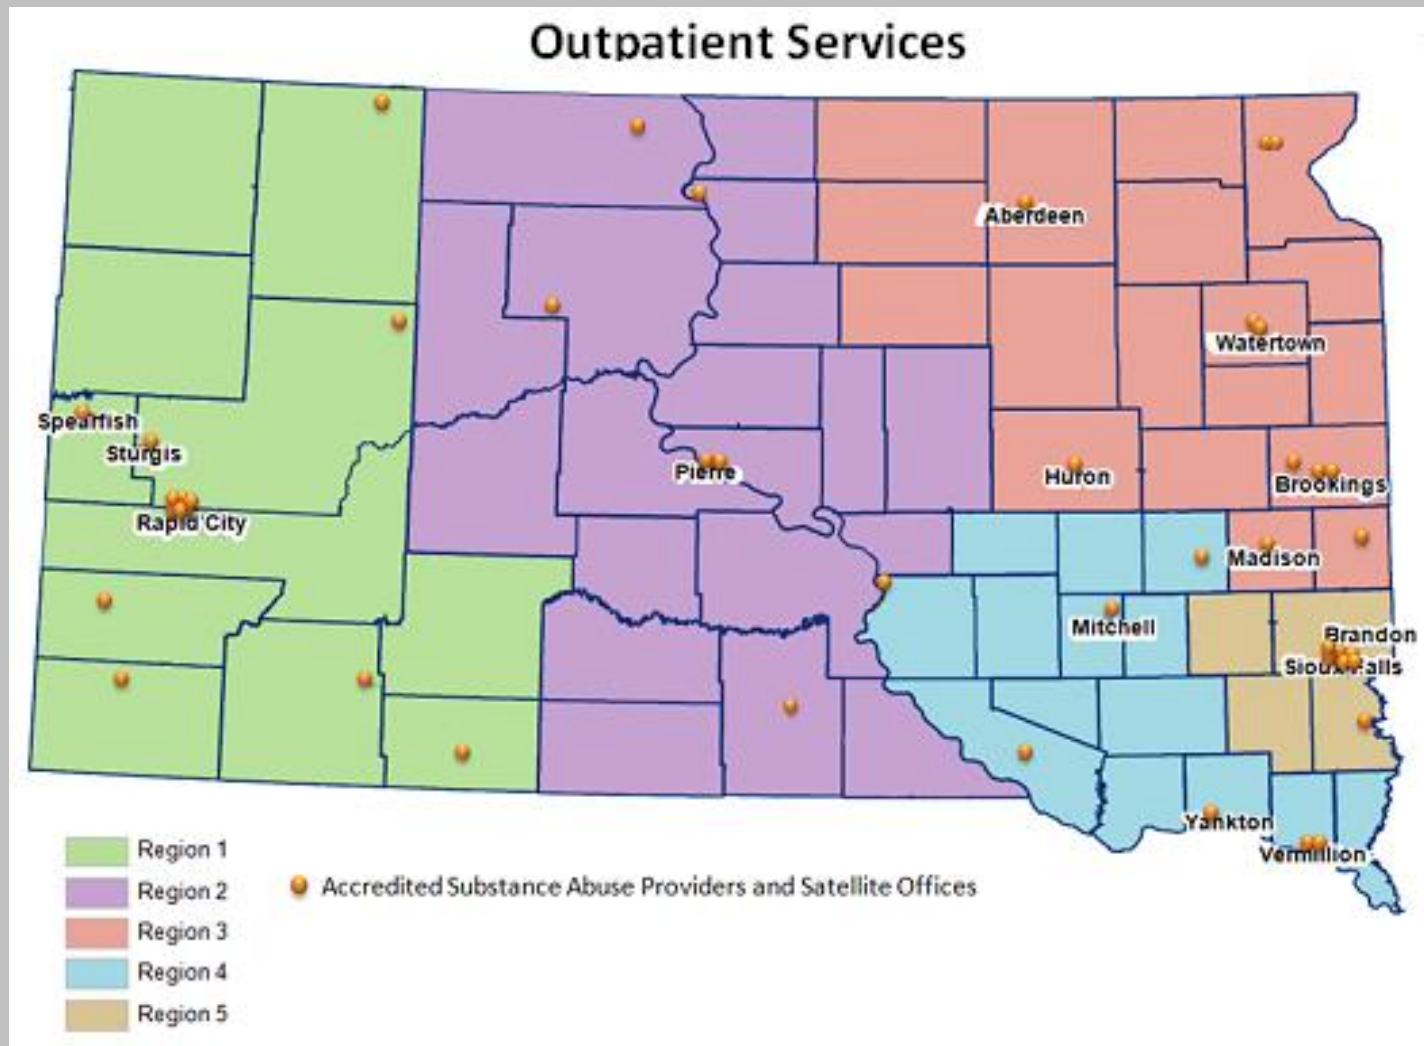 Outpatient Services
Aberdeen
Watertown
Spearfish
Sturgis
Pierre
Huron
Brookings
Rapid City
Madison
Mitchell
Brandon
Sioux Falls
Yankton
Vermillion
Region 1
Region 2
Accredited Substance Abuse Providers and Satellite Offices
Region 3
Region 4
Region 5